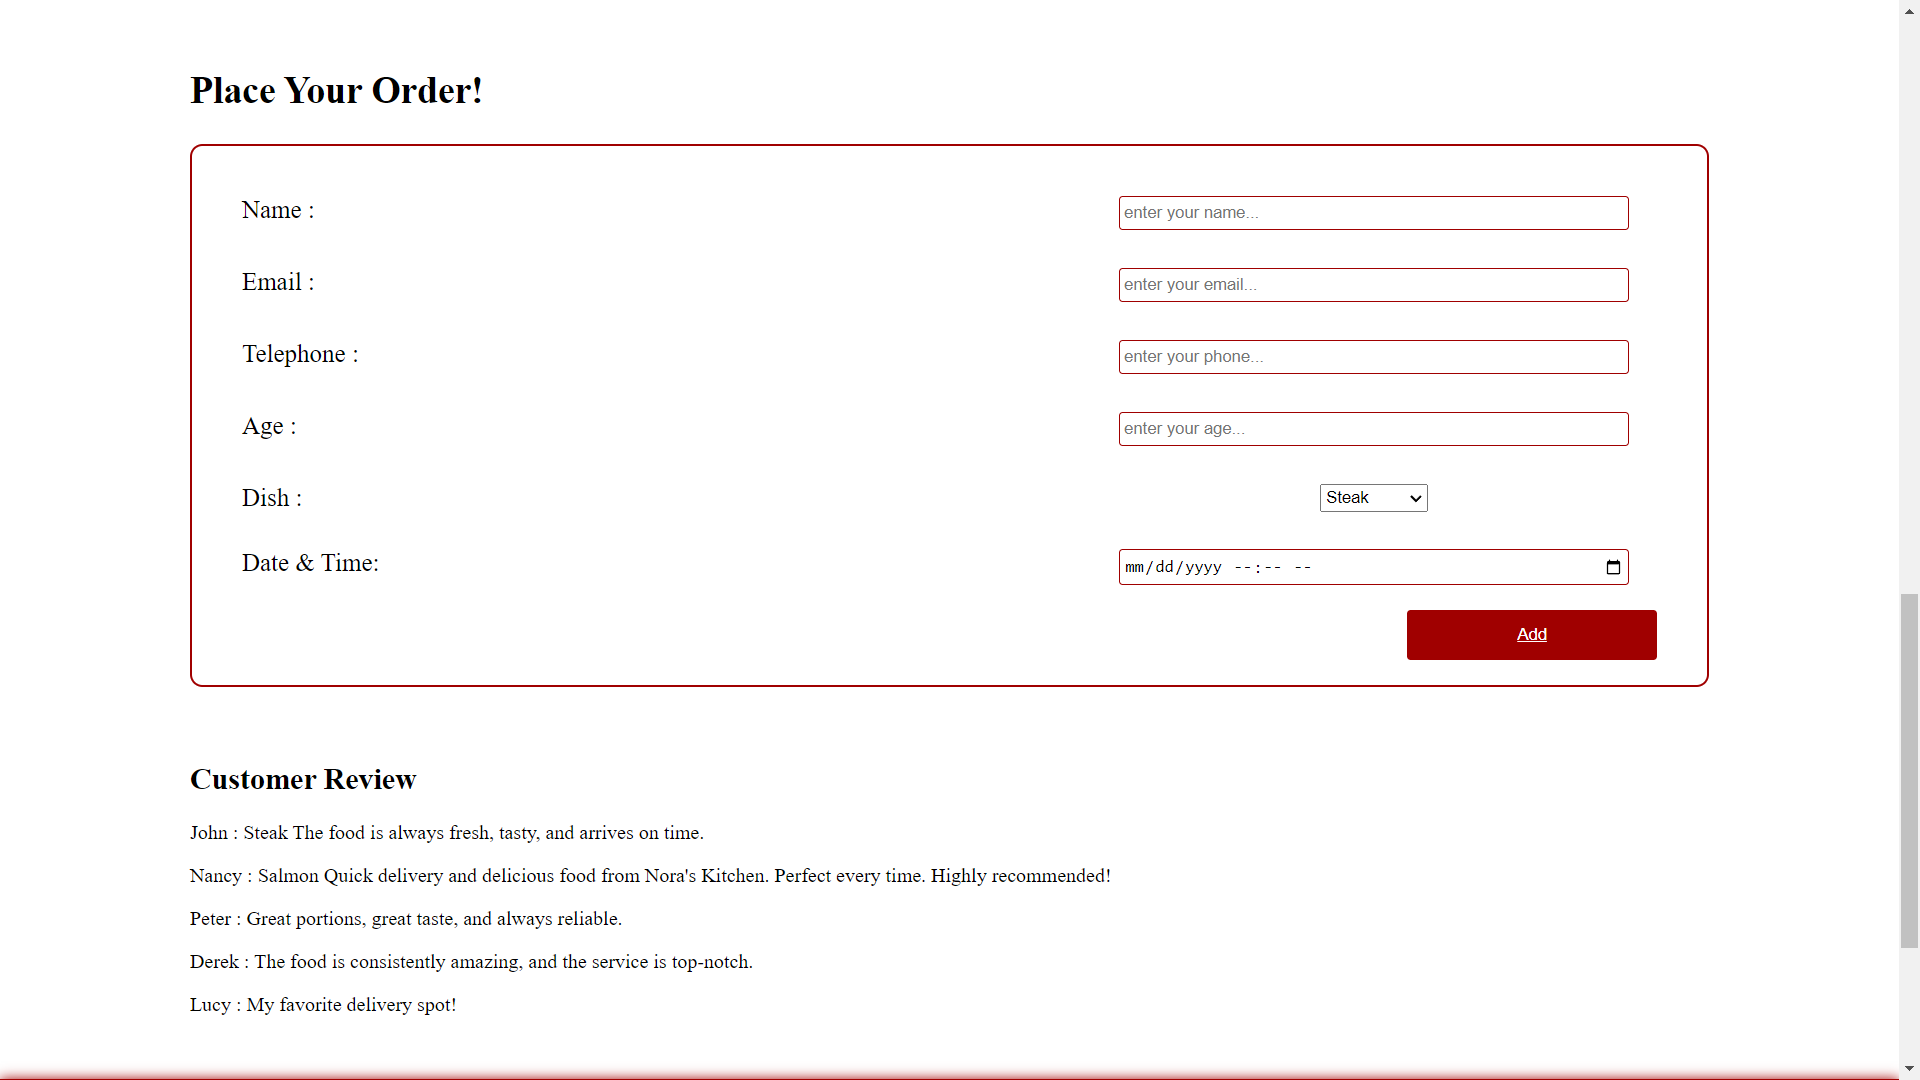 Place Your Order!
Name : enter your name...
Email : enter your email...
Telephone : enter your phone...
Age : enter your age...
Dish : Steak
Date & Time: mm/dd/yyyy --:-- --
Add
Customer Review
John : Steak The food is always fresh, tasty, and arrives on time.
Nancy : Salmon Quick delivery and delicious food from Nora's Kitchen. Perfect every time. Highly recommended!
Peter : Great portions, great taste, and always reliable.
Derek : The food is consistently amazing, and the service is top-notch.
Lucy : My favorite delivery spot!